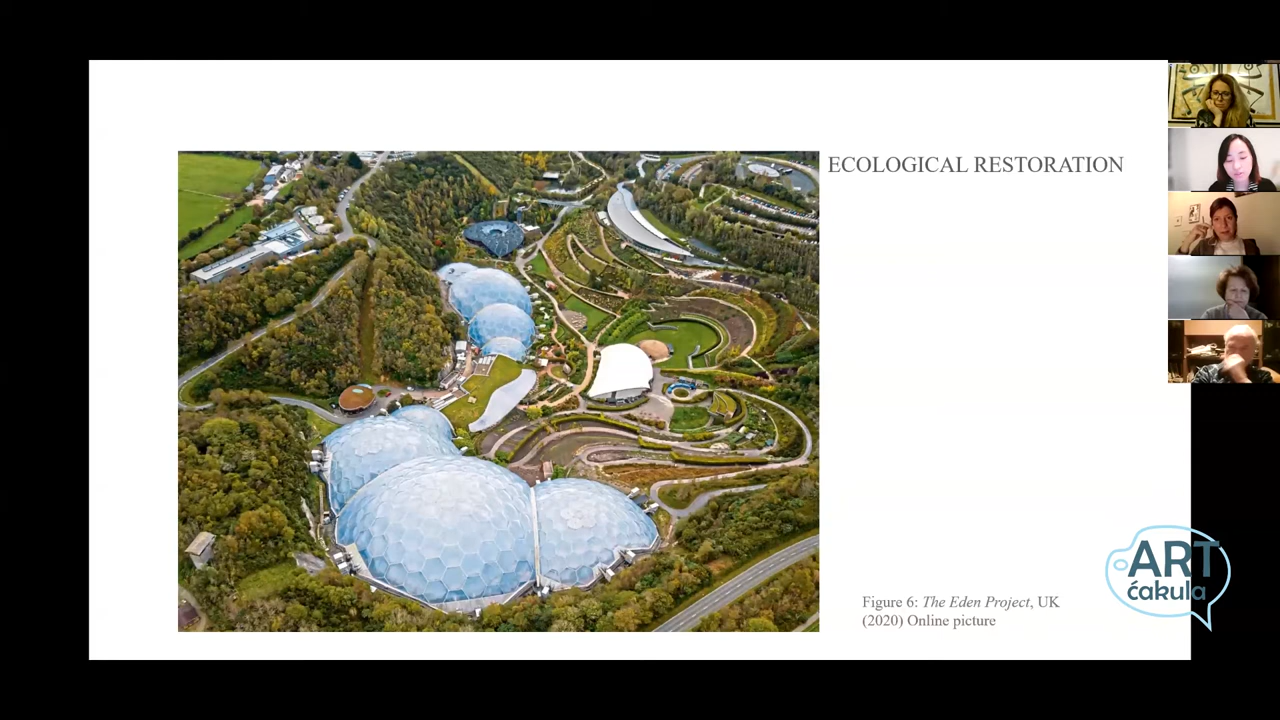 ECOLOGICAL RESTORATION
Figure 6: The Eden Project, UK
(2020) Online picture
ART
ćakula